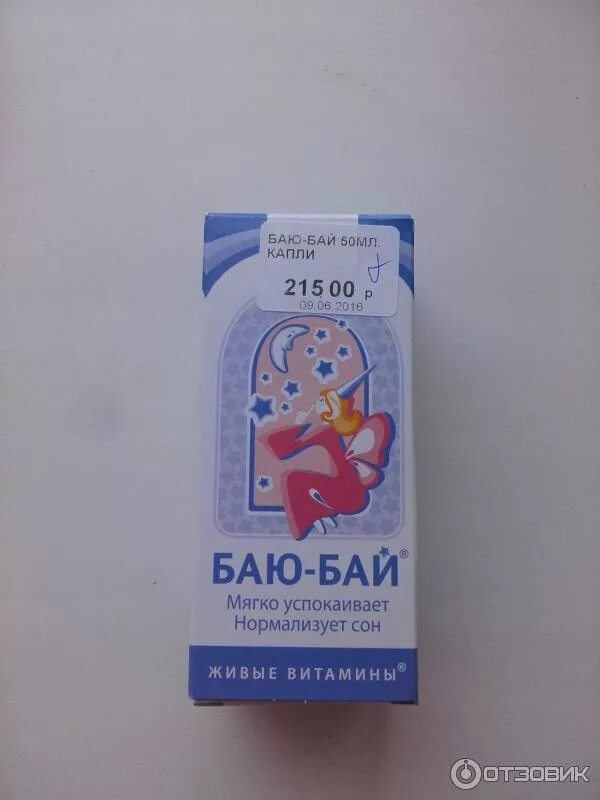 БАЮ-БАЙ 50МЛ.
КАПЛИ
215 00 р.
09.06.2016
БАЮ-БАЙ®
Мягко успокаивает
Нормализует сон
ЖИВЫЕ ВИТАМИНЫ®
ОТЗОВИК